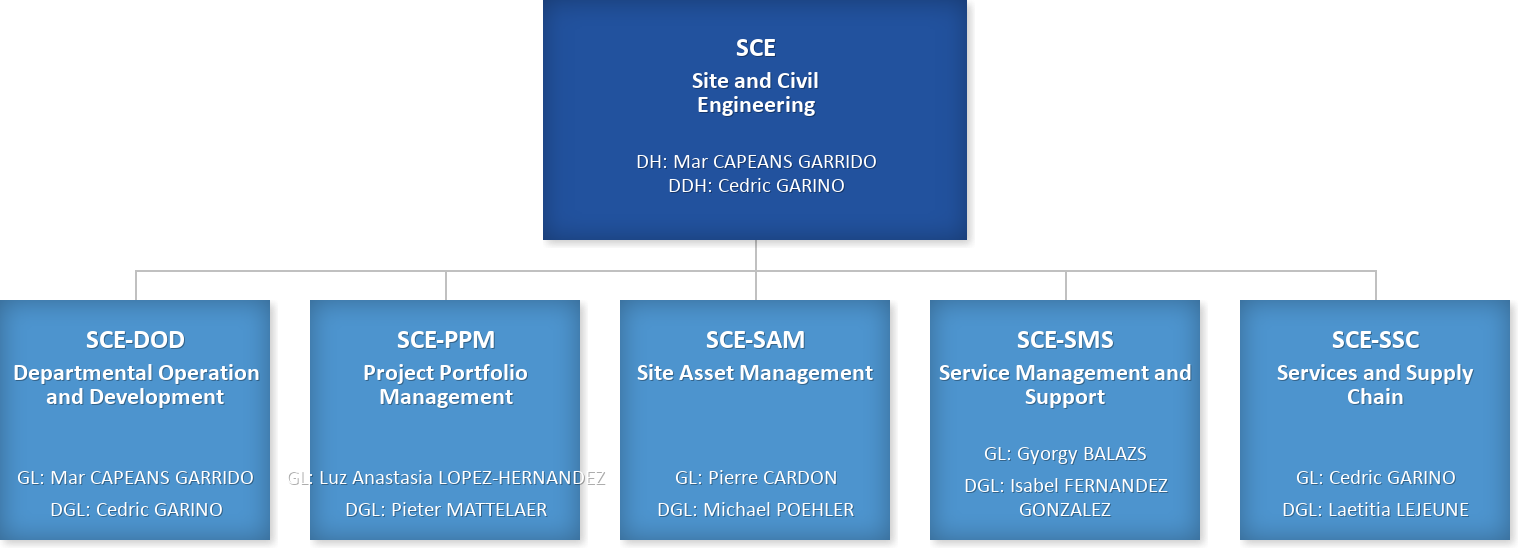 SCE
Site and Civil
Engineering
DH: Mar CAPEANS GARRIDO
DDH: Cedric GARINO
SCE-DOD
Departmental Operation
and Development
GL: Mar CAPEANS GARRIDO
DGL: Cedric GARINO
SCE-PPM
Project Portfolio
Management
GL: Luz Anastasia LOPEZ-HERNANDEZ
DGL: Pieter MATTELAER
SCE-SAM
Site Asset Management
GL: Pierre CARDON
DGL: Michael POEHLER
SCE-SMS
Service Management and
Support
GL: Gyorgy BALAZS
DGL: Isabel FERNANDEZ
GONZALEZ
SCE-SSC
Services and Supply
Chain
GL: Cedric GARINO
DGL: Laetitia LEJEUNE